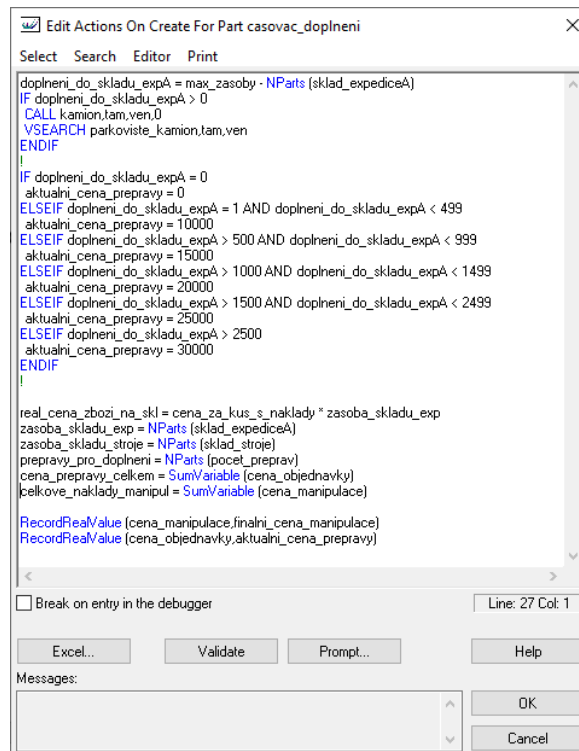 Edit Actions On Create For Part casovac_doplneni
Select Search Editor Print
doplneni_do_skladu_expA = max_zasoby - NParts (sklad_expediceA)
IF doplneni_do_skladu_expA > 0
CALL kamion,tam,ven,0
VSEARCH parkoviste_kamion,tam,ven
ENDIF
!
IF doplneni_do_skladu_expA = 0
aktualni_cena_prepravy = 0
ELSEIF doplneni_do_skladu_expA = 1 AND doplneni_do_skladu_expA < 499
aktualni_cena_prepravy = 10000
ELSEIF doplneni_do_skladu_expA > 500 AND doplneni_do_skladu_expA < 999
aktualni_cena_prepravy = 15000
ELSEIF doplneni_do_skladu_expA > 1000 AND doplneni_do_skladu_expA < 1499
aktualni_cena_prepravy = 20000
ELSEIF doplneni_do_skladu_expA > 1500 AND doplneni_do_skladu_expA < 2499
aktualni_cena_prepravy = 25000
ELSEIF doplneni_do_skladu_expA > 2500
aktualni_cena_prepravy = 30000
ENDIF
!
real_cena_zbozi_na_skl = cena_za_kus_s_naklady * zasoba_skladu_exp
zasoba_skladu_exp = NParts (sklad_expediceA)
zasoba_skladu_stroje = NParts (sklad_stroje)
prepravy_pro_doplneni = NParts (pocet_preprav)
cena_prepravy_celkem = SumVariable (cena_objednavky)
celkove_naklady_manipul = SumVariable (cena_manipulace)
RecordRealValue (cena_manipulace,finalni_cena_manipulace)
RecordRealValue (cena_objednavky,aktualni_cena_prepravy)
Break on entry in the debugger
Line: 27 Col: 1
Excel... Validate Prompt... Help
Messages:
OK
Cancel